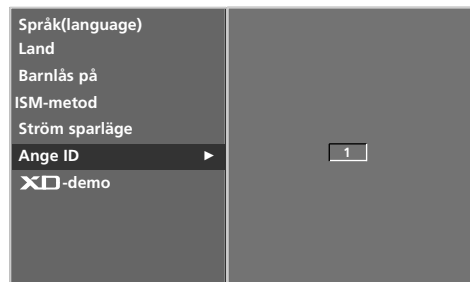 Språk(language)
Land
Barnlås på
ISM-metod
Ström sparläge
Ange ID ► 1
XD-demo